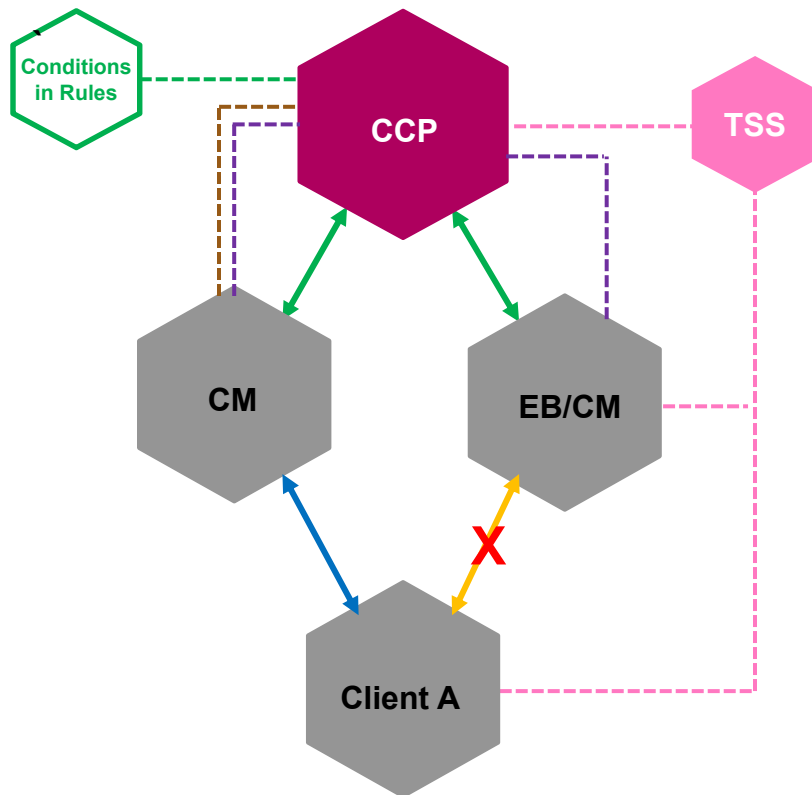 Conditions
in Rules
CCP
TSS
CM
EB/CM
X
Client A